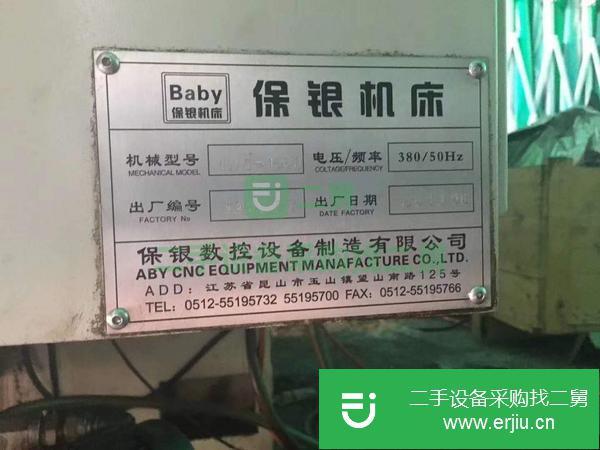 Baby
保银机床
保银机床
机械型号
MECHANICAL MODEL
电压/频率 380/50Hz
COLTAGE/FREQUENCY
出厂编号
FACTORY No
出厂日期
DATE FACTORY
二舅
保银数控设备制造有限公司
ABY CNC EQUIPMENT MANAFACTURE CO.,LTD.
ADD: 江苏省昆山市玉山镇望山南路125号
TEL: 0512-55195732 55195700 FAX: 0512-55195766
二手设备采购找二舅
www.erjiu.cn